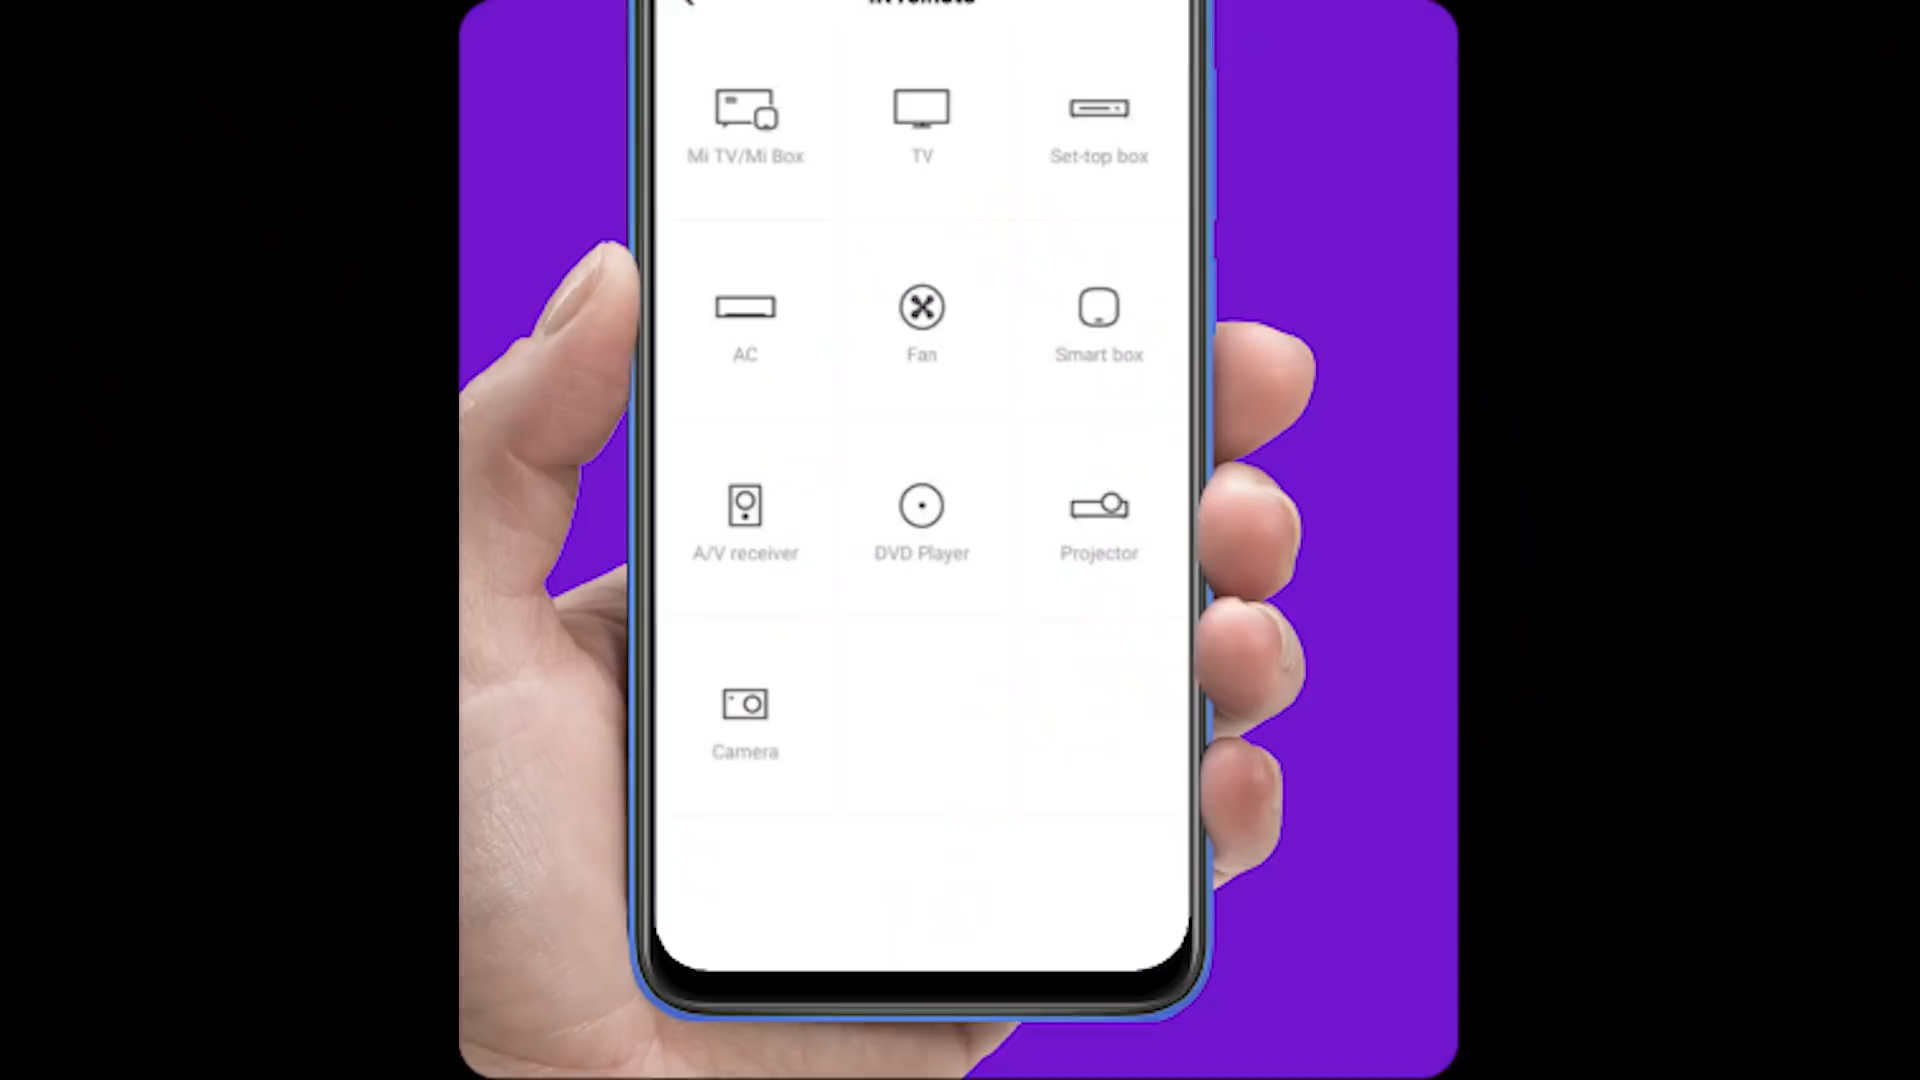 Mi TV/Mi Box
TV
Set-top box
AC
Fan
Smart box
A/V receiver
DVD Player
Projector
Camera